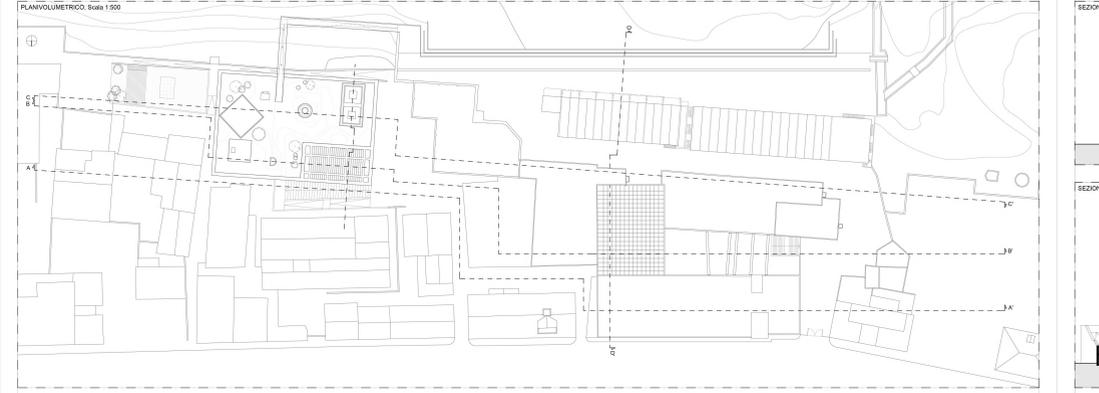 PLANIVOLUMETRICO; Scala 1:500
SEZION
C
B
A
D'
C'
B'
A'
SEZION